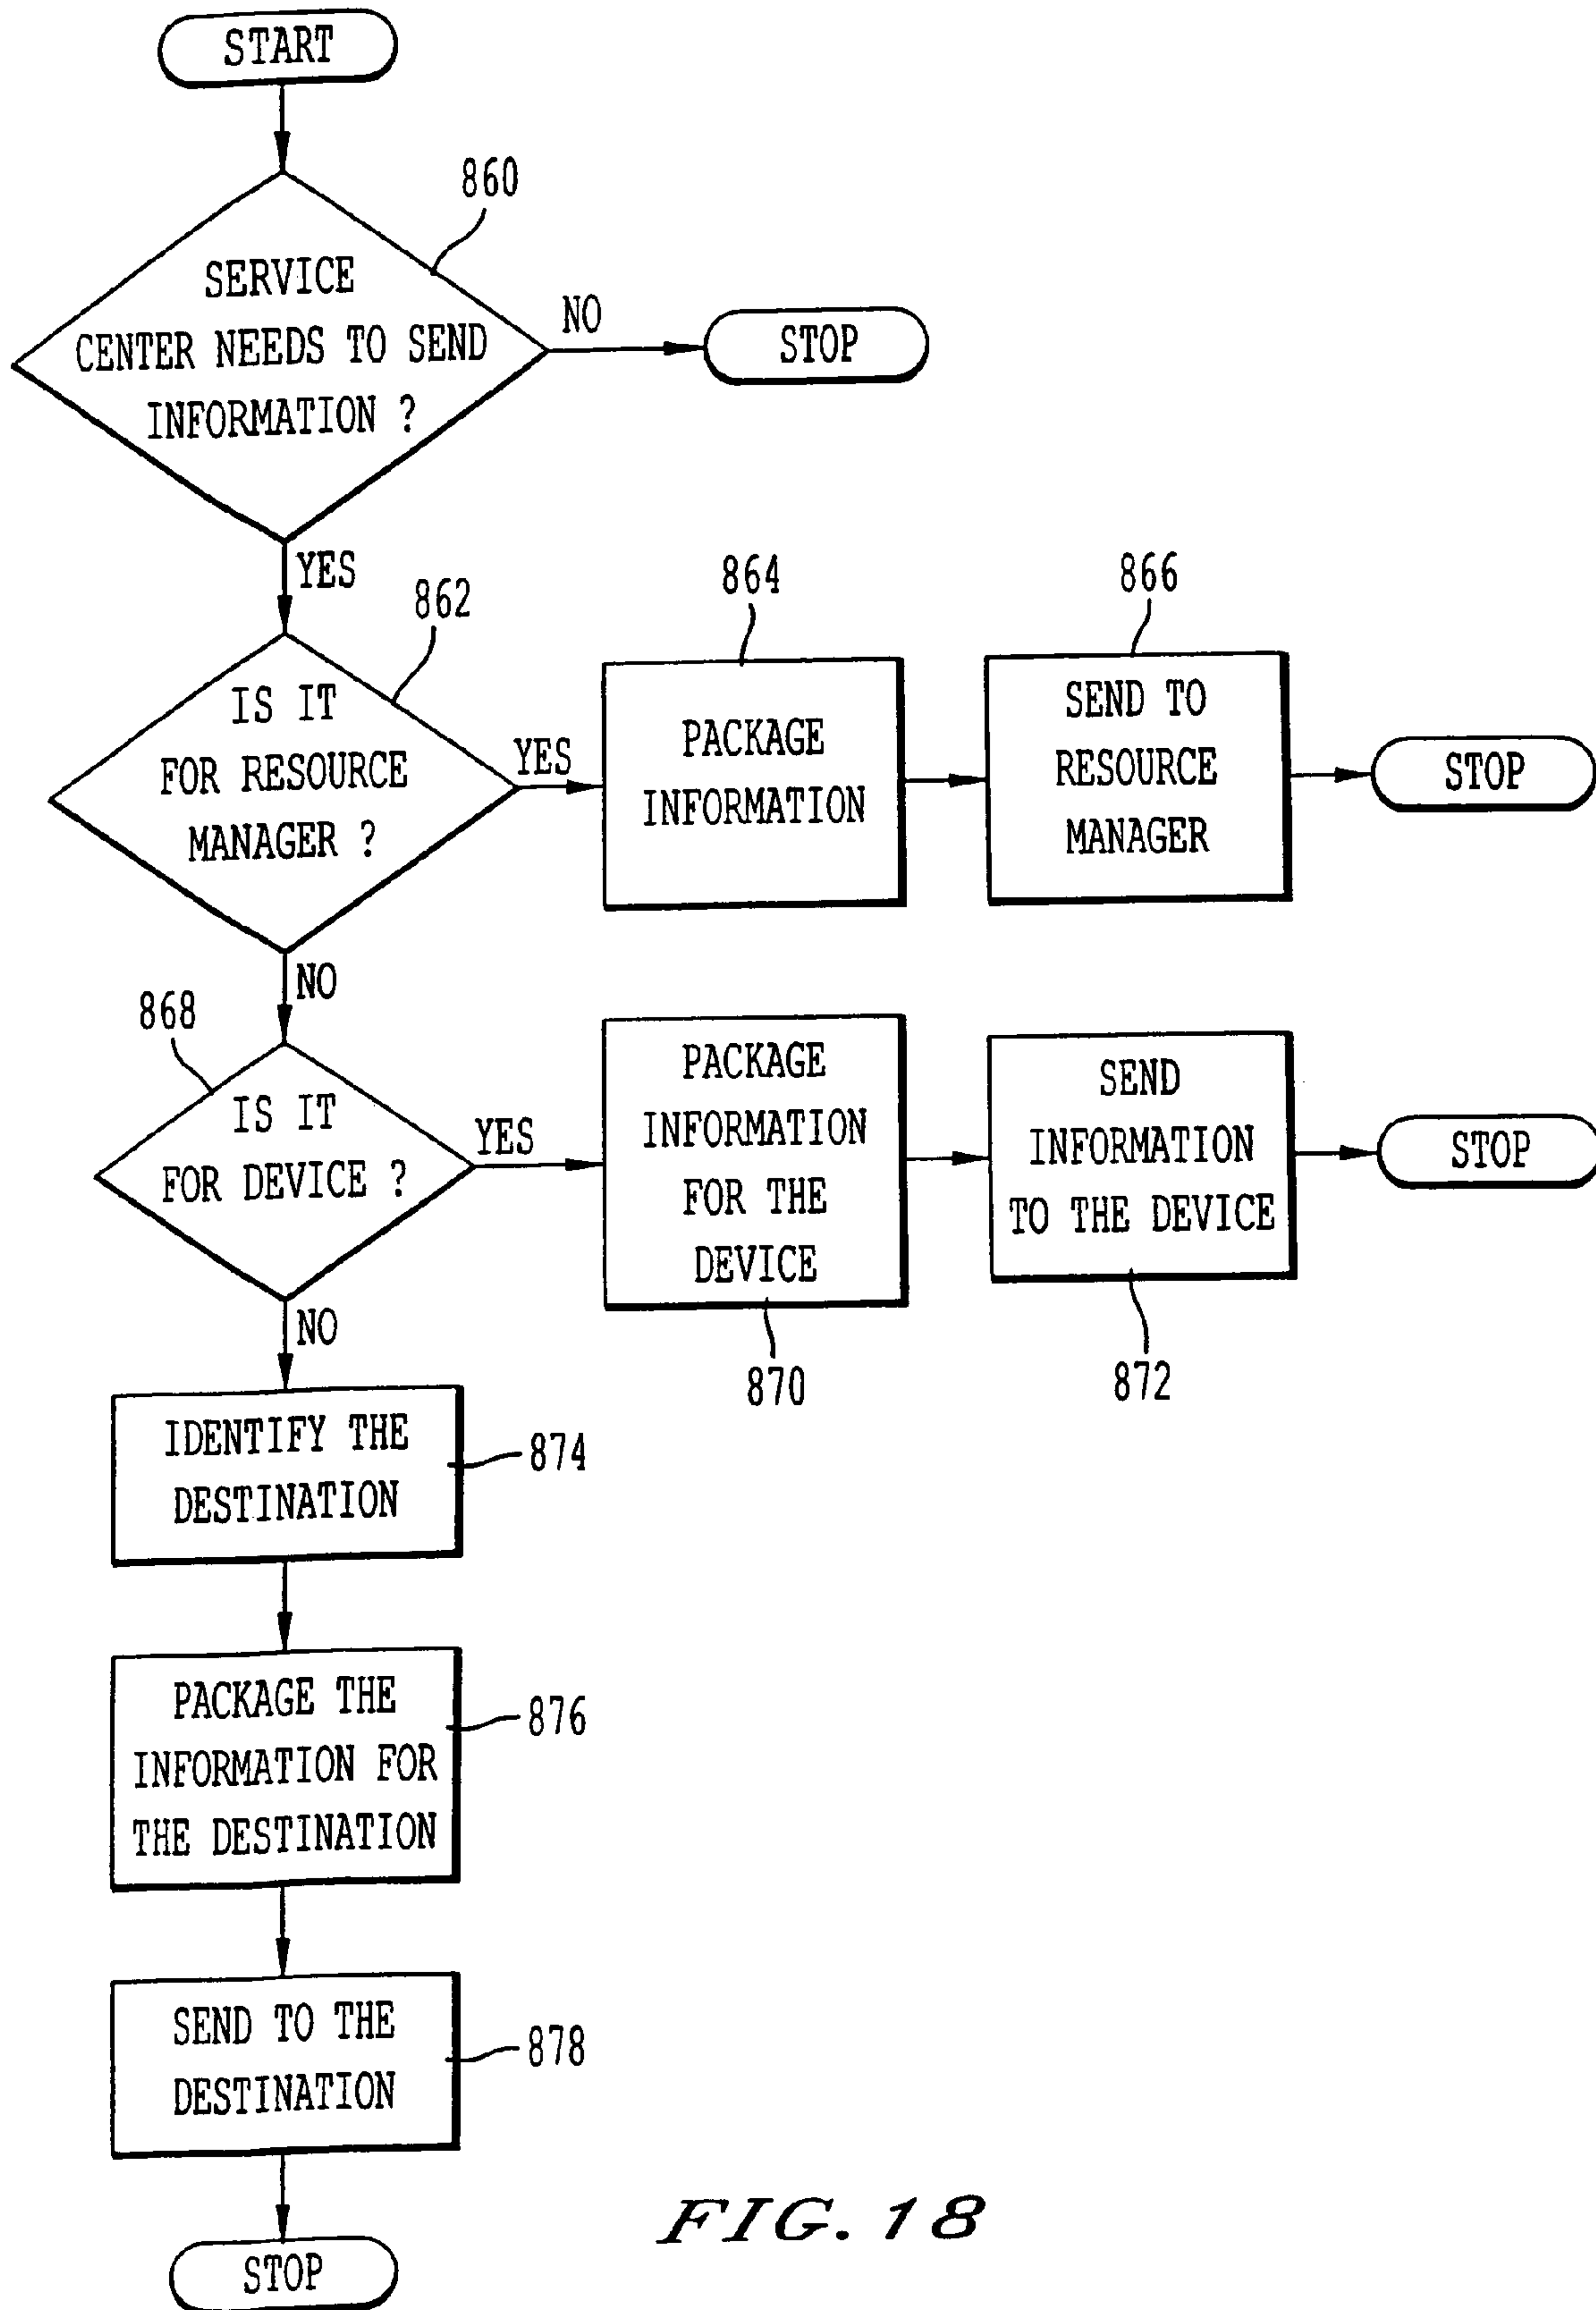 START
860
SERVICE
CENTER NEEDS TO SEND
INFORMATION ?
NO
STOP
YES
862
IS IT
FOR RESOURCE
MANAGER ?
YES
864
PACKAGE
INFORMATION
866
SEND TO
RESOURCE
MANAGER
STOP
NO
868
IS IT
FOR DEVICE ?
YES
PACKAGE
INFORMATION
FOR THE
DEVICE
870
SEND
INFORMATION
TO THE DEVICE
872
STOP
NO
IDENTIFY THE
DESTINATION
874
PACKAGE THE
INFORMATION FOR
THE DESTINATION
876
SEND TO THE
DESTINATION
878
STOP
FIG. 18